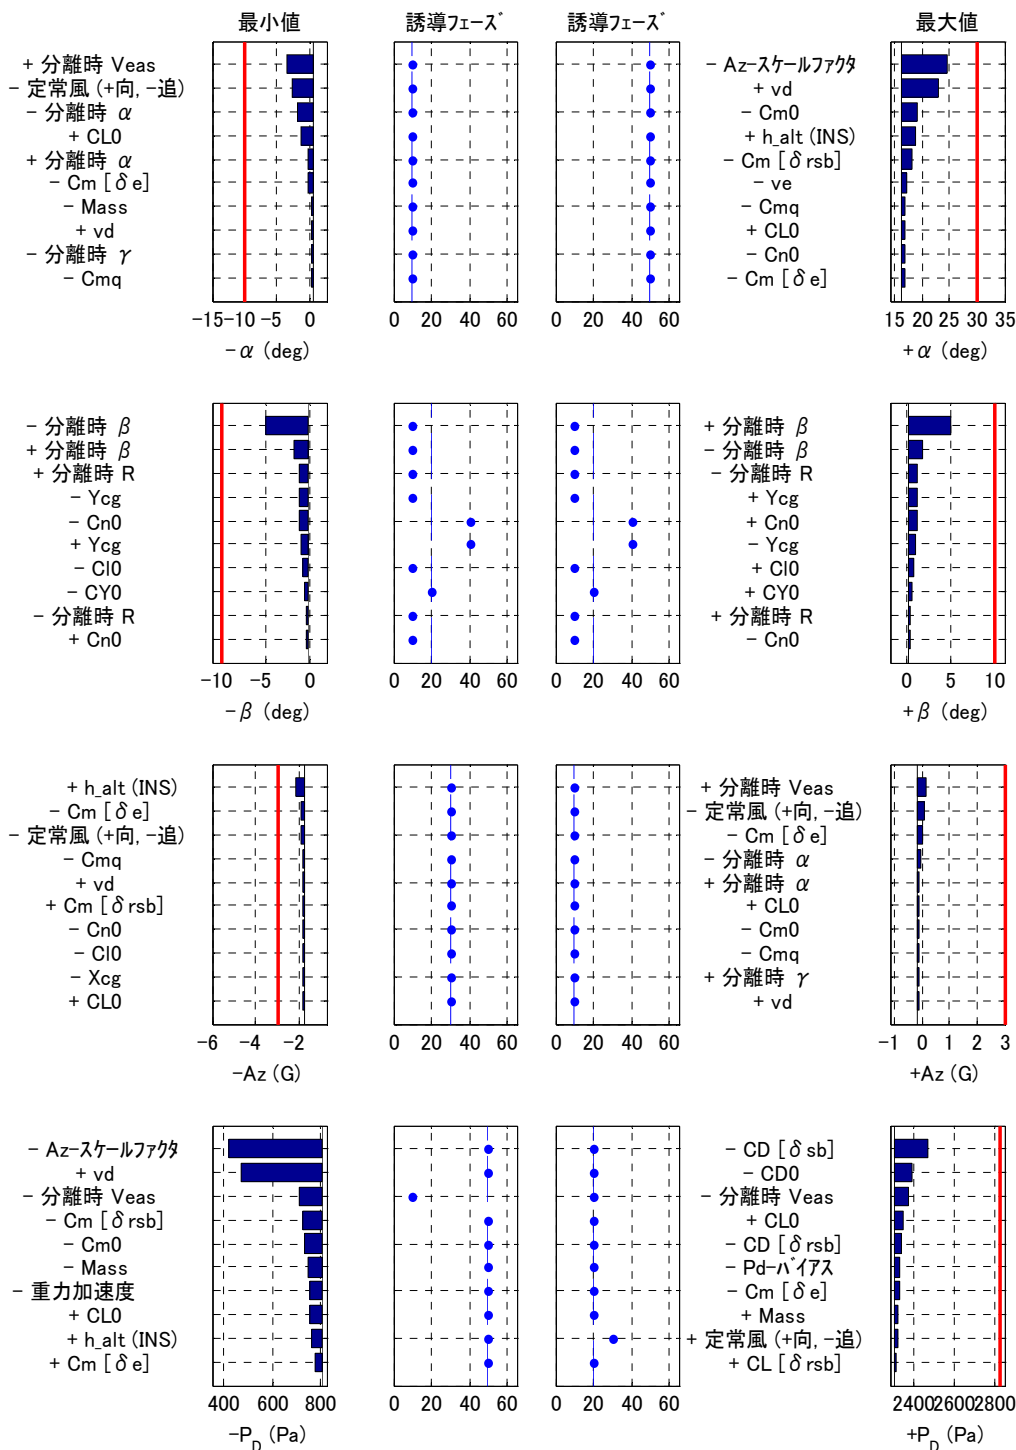 最小値 誘導フェーズ 誘導フェーズ 最大値
+ 分離時 Veas
- 定常風 (+向, -追)
- 分離時 α
+ CL0
+ 分離時 α
- Cm [δe]
- Mass
+ vd
- 分離時 γ
- Cmq
-15 -10 -5 0
-α (deg)
0 20 40 60
0 20 40 60
- Az-スケールファクタ
+ vd
- Cm0
+ h_alt (INS)
- Cm [δrsb]
- ve
- Cmq
+ CL0
- Cn0
- Cm [δe]
15 20 25 30 35
+α (deg)
- 分離時 β
+ 分離時 β
+ 分離時 R
- Ycg
- Cn0
+ Ycg
- Cl0
- CY0
- 分離時 R
+ Cn0
-10 -5 0
-β (deg)
0 20 40 60
0 20 40 60
+ 分離時 β
- 分離時 β
- 分離時 R
+ Ycg
+ Cn0
- Ycg
+ Cl0
+ CY0
+ 分離時 R
- Cn0
0 5 10
+β (deg)
+ h_alt (INS)
- Cm [δe]
- 定常風 (+向, -追)
- Cmq
+ vd
+ Cm [δrsb]
- Cn0
- Cl0
- Xcg
+ CL0
-6 -4 -2
-Az (G)
0 20 40 60
0 20 40 60
+ 分離時 Veas
- 定常風 (+向, -追)
- Cm [δe]
- 分離時 α
+ 分離時 α
+ CL0
- Cm0
- Cmq
+ 分離時 γ
+ vd
-1 0 1 2 3
+Az (G)
- Az-スケールファクタ
+ vd
- 分離時 Veas
- Cm [δrsb]
- Cm0
- Mass
- 重力加速度
+ CL0
+ h_alt (INS)
+ Cm [δe]
400 600 800
-P_D (Pa)
0 20 40 60
0 20 40 60
- CD [δsb]
- CD0
- 分離時 Veas
+ CL0
- CD [δrsb]
- Pd-バイアス
- Cm [δe]
+ Mass
+ 定常風 (+向, -追)
+ CL [δrsb]
2400 2600 2800
+P_D (Pa)